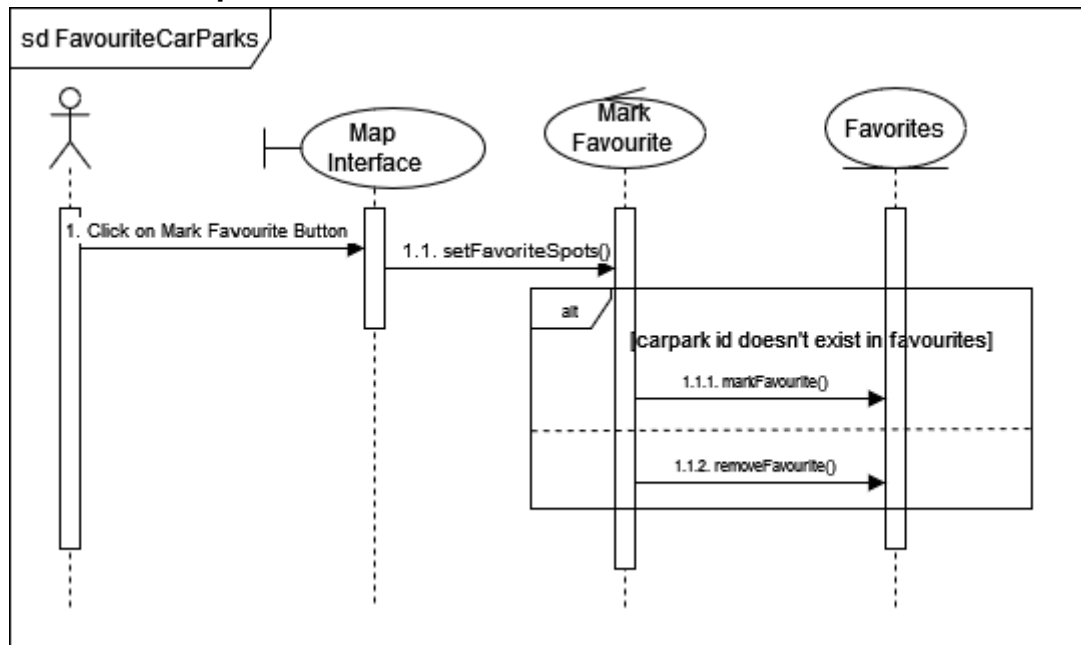 sd FavouriteCarParks
Map
Interface
Mark
Favourite
Favorites
1. Click on Mark Favourite Button
1.1. setFavoriteSpots()
alt
[carpark id doesn't exist in favourites]
1.1.1. markFavourite()
1.1.2. removeFavourite()